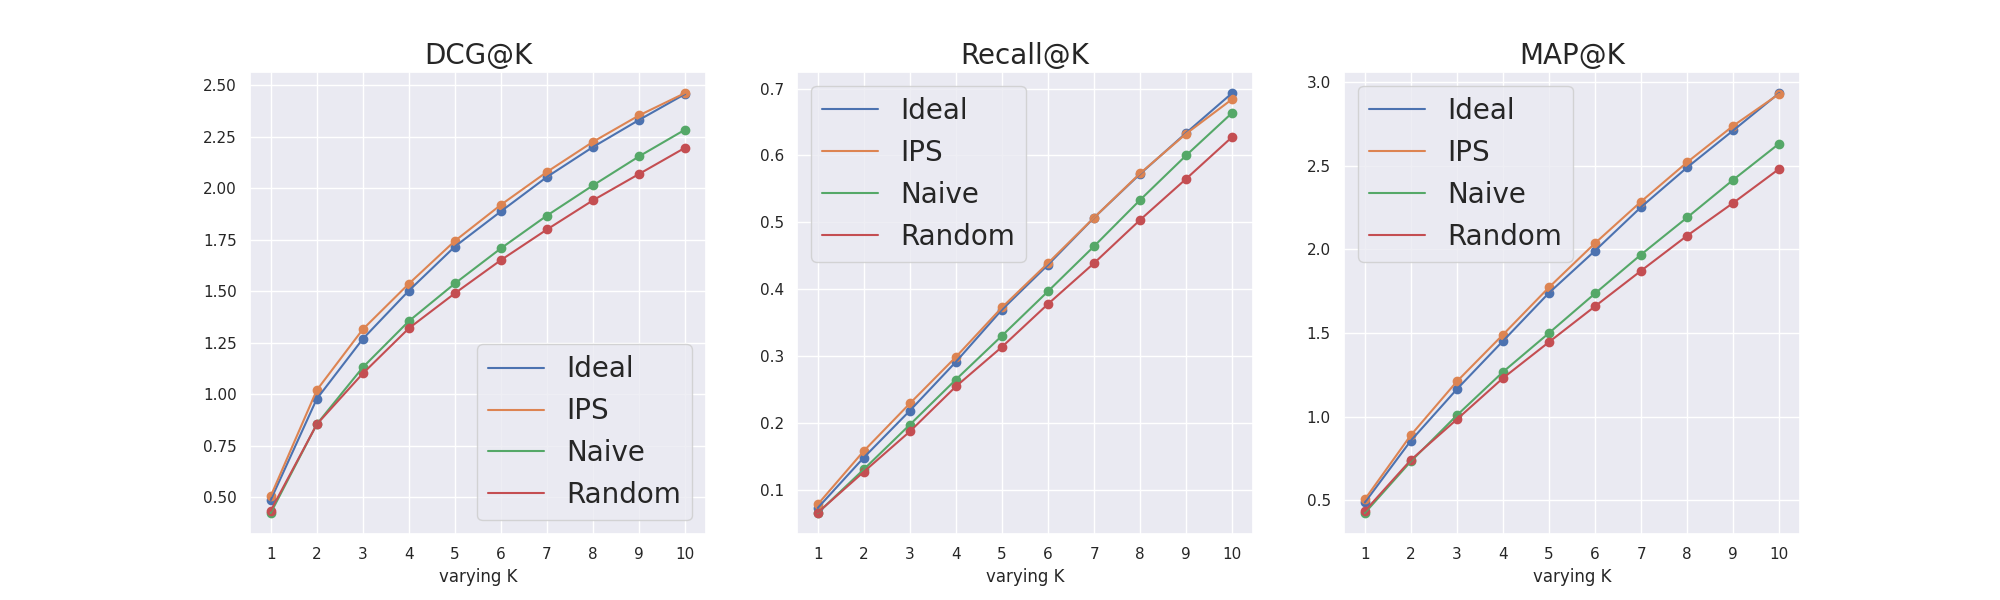 DCG@K
2.50
2.25
2.00
1.75
1.50
1.25
1.00
0.75
0.50
Ideal
IPS
Naive
Random
1 2 3 4 5 6 7 8 9 10
varying K
Recall@K
0.7
0.6
0.5
0.4
0.3
0.2
0.1
Ideal
IPS
Naive
Random
1 2 3 4 5 6 7 8 9 10
varying K
MAP@K
3.0
2.5
2.0
1.5
1.0
0.5
Ideal
IPS
Naive
Random
1 2 3 4 5 6 7 8 9 10
varying K